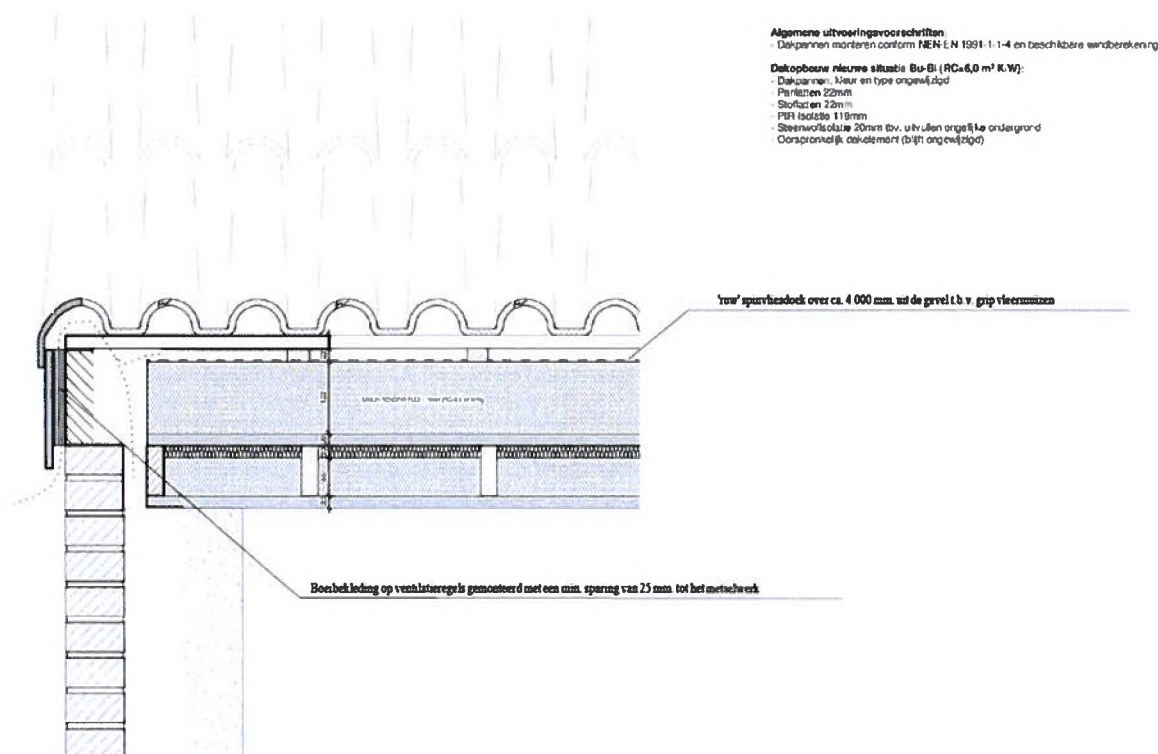 Algemene uitvoeringsvoorschriften:
- Dakpannen monteren conform NEN-EN 1991-1-1-4 en beschikbare windberekening
Dakopbouw nieuwe situatie Bu-Bi (RC=6,0 m² K/W):
- Dakpannen, kleur en type ongewijzigd
- Panlatten 22mm
- Stoflatten 22mm
- PIR Isolatie 119mm
- Steenwolisolatie 20mm tbv. uitvullen ongelijke ondergrond
- Oorspronkelijk dakelement (blijft ongewijzigd)
'ruw' spinvliesdoek over ca. 4.000 mm. uit de gevel t.b.v. grip vleermuizen
Boeibekleding op ventilatieregels gemonteerd met een min. sparing van 25 mm. tot het metselwerk